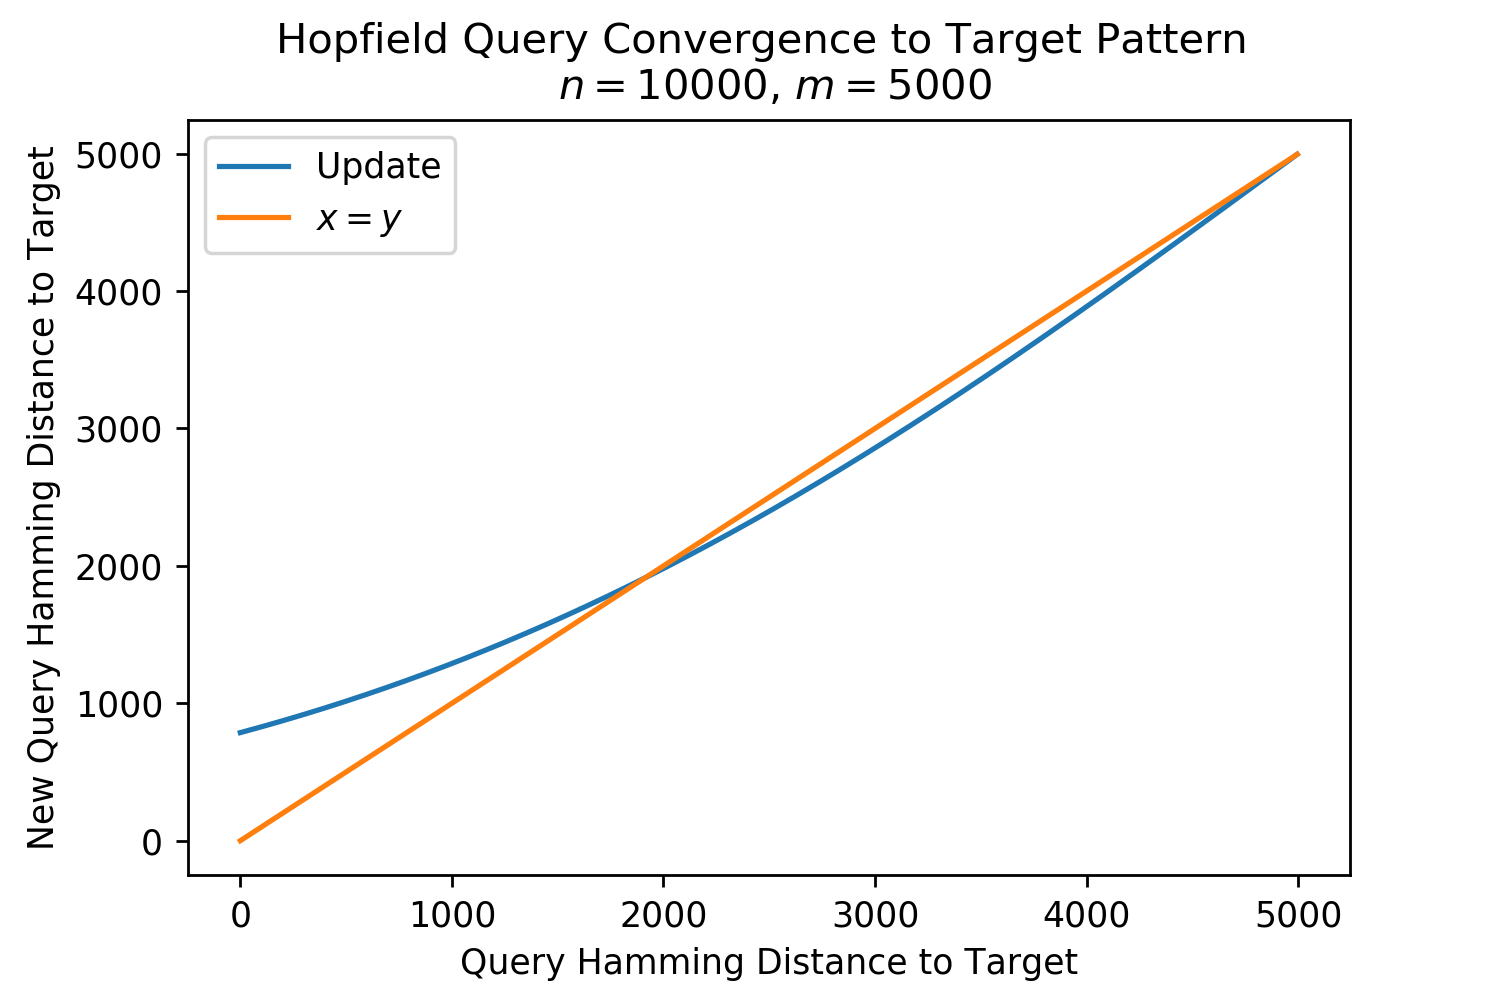 Hopfield Query Convergence to Target Pattern
n = 10000, m = 5000
Update
x = y
New Query Hamming Distance to Target
5000
4000
3000
2000
1000
0
0 1000 2000 3000 4000 5000
Query Hamming Distance to Target